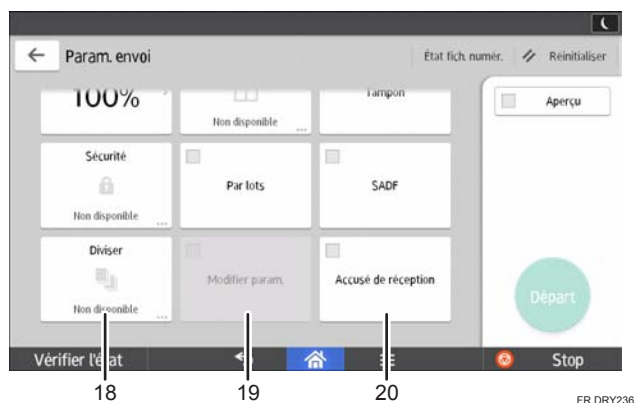 Param. envoi
État fich. numér.
Réinitialiser
100%
Non disponible
Tampon
Aperçu
Sécurité
Non disponible
Par lots
SADF
Diviser
Non disponible
Modifier param.
Accusé de réception
Départ
Vérifier l'état
Stop
18
19
20
FR DRY236